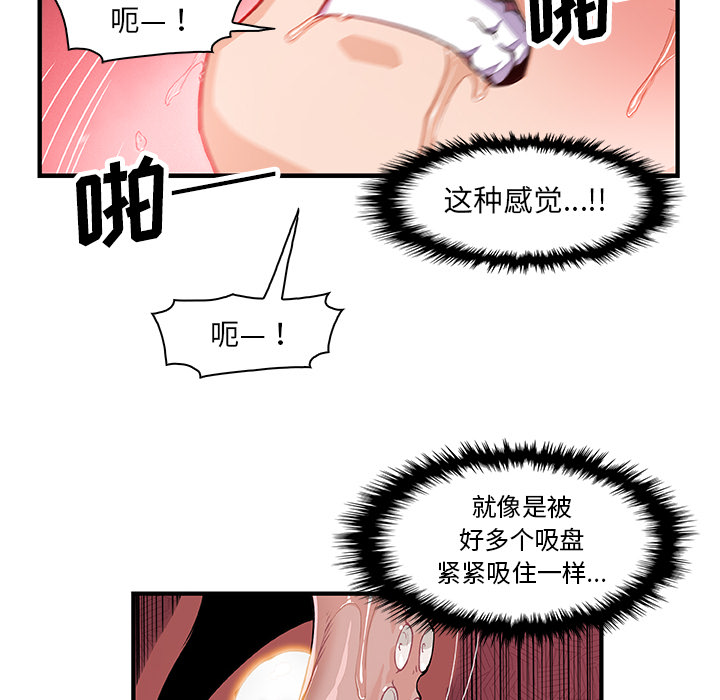 呃—！
啪
啪
这种感觉...!!
呃—！
就像是被
好多个吸盘
紧紧吸住一样...